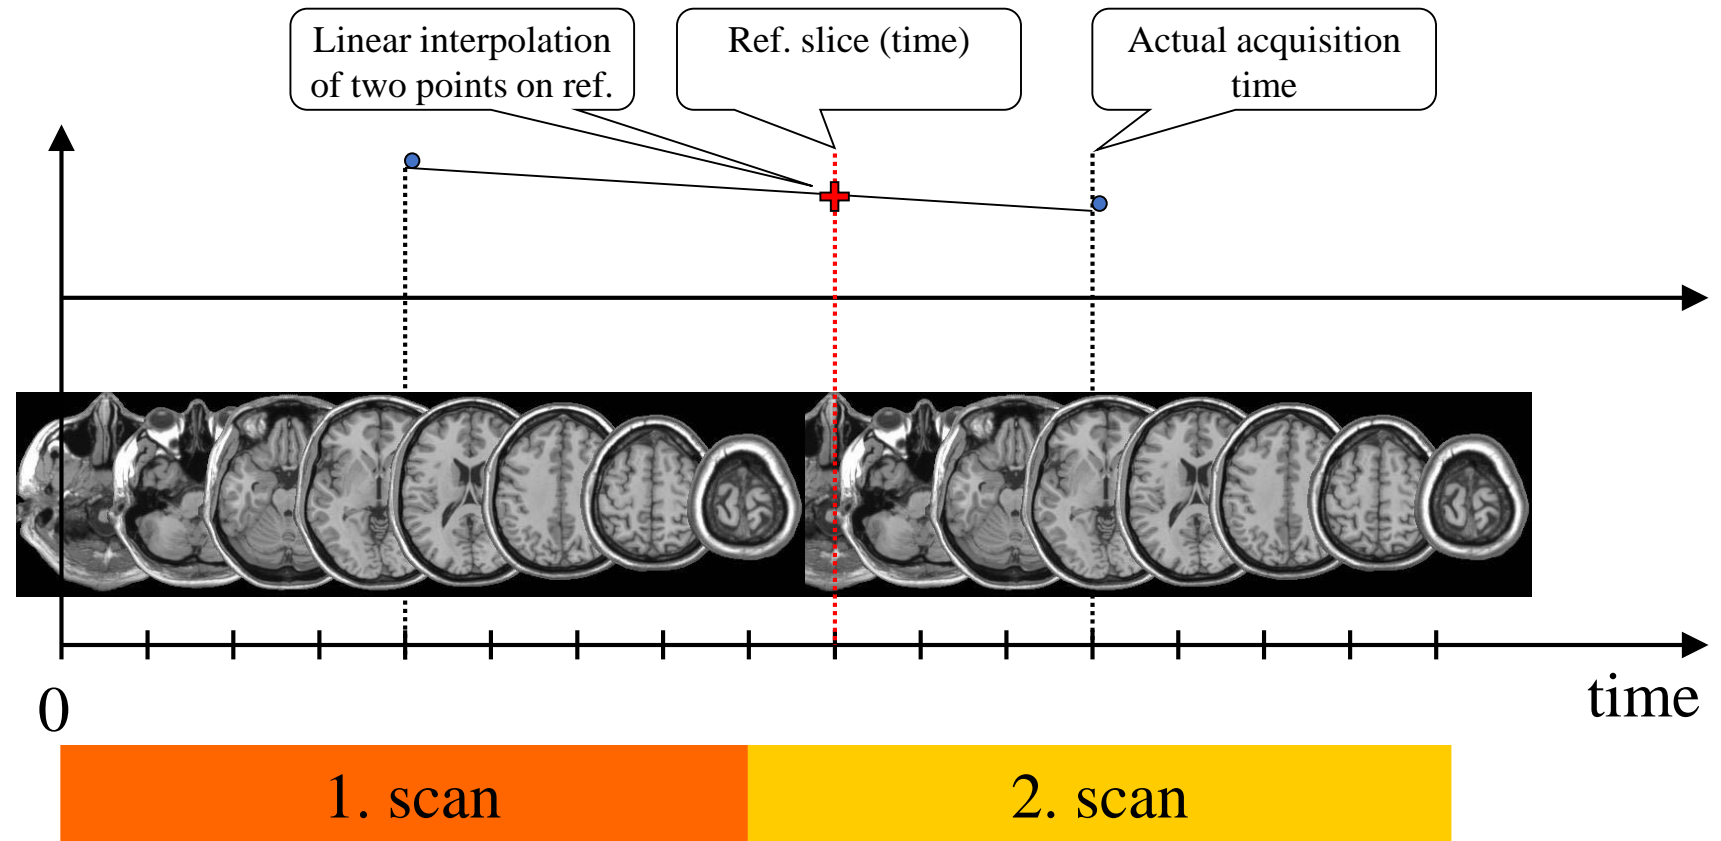 Linear interpolation
of two points on ref.
Ref. slice (time)
Actual acquisition
time
0
time
1. scan
2. scan